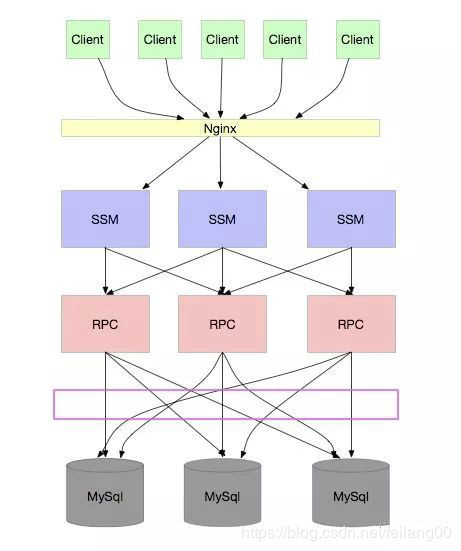 Client Client Client Client Client
Nginx
SSM SSM SSM
RPC RPC RPC
MySql MySql MySql
https://blog.csdn.net/leilang00